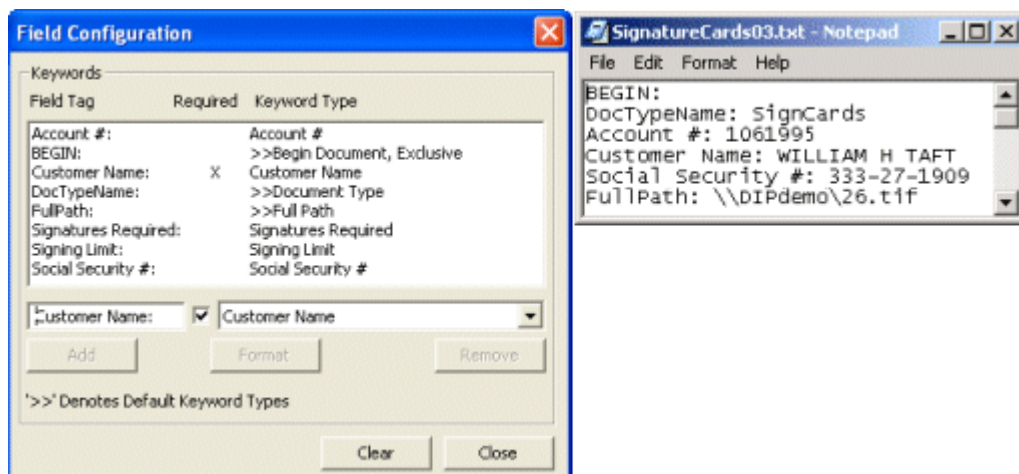 Field Configuration
Keywords
Field Tag Required Keyword Type
Account #: Account #
BEGIN: >>Begin Document, Exclusive
Customer Name: X Customer Name
DocTypeName: >>Document Type
FullPath: >>Full Path
Signatures Required: Signatures Required
Signing Limit: Signing Limit
Social Security #: Social Security #
Customer Name: Customer Name
Add Format Remove
'>>' Denotes Default Keyword Types
Clear Close
SignatureCards03.txt - Notepad
File Edit Format Help
BEGIN:
DocTypeName: SignCards
Account #: 1061995
Customer Name: WILLIAM H TAFT
Social Security #: 333-27-1909
FullPath: \\DIPdemo\26.tif